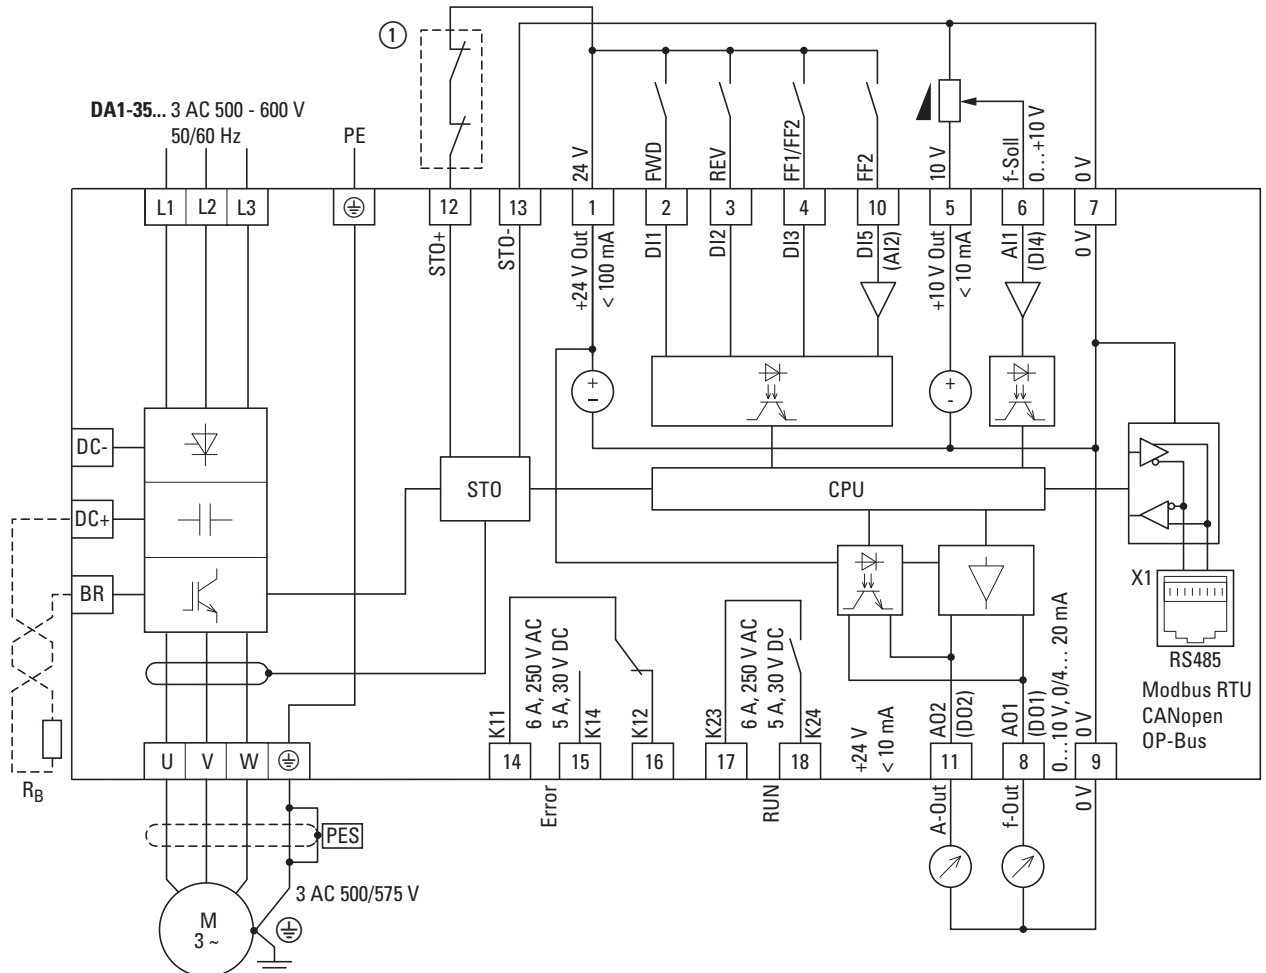 1
DA1-35... 3 AC 500 - 600 V
50/60 Hz
PE
24 V
FWD
REV
FF1/FF2
FF2
10 V
f-Soll
0…+10 V
0 V
L1
L2
L3
12
13
1
2
3
4
10
5
6
7
STO+
STO-
+24 V Out
< 100 mA
DI1
DI2
DI3
DI5
(AI2)
+10 V Out
< 10 mA
AI1
(DI4)
0 V
+
−
+
-
DC-
DC+
BR
STO
CPU
X1
RS485
Modbus RTU
CANopen
OP-Bus
K11
6 A, 250 V AC
5 A, 30 V DC
K14
K12
K23
6 A, 250 V AC
5 A, 30 V DC
K24
+24 V
< 10 mA
AO2
(DO2)
AO1
(DO1)
0...10 V, 0/4... 20 mA
0 V
U
V
W
14
15
16
17
18
11
8
9
RB
Error
RUN
A-Out
f-Out
0 V
PES
3 AC 500/575 V
M
3 ~